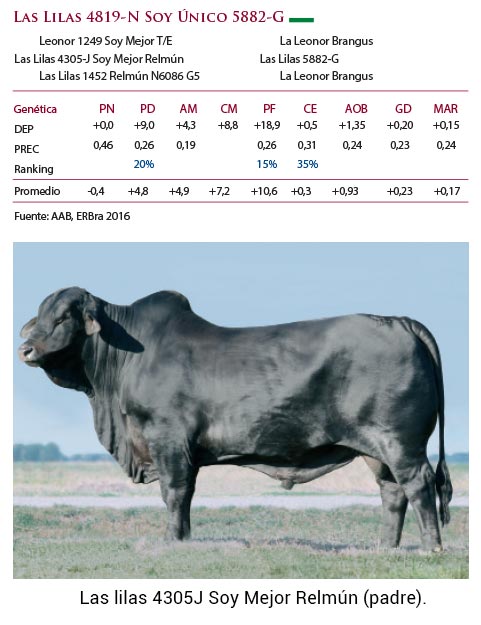 Las Lilas 4819-N Soy Único 5882-G
Leonor 1249 Soy Mejor T/E La Leonor Brangus
Las Lilas 4305-J Soy Mejor Relmún Las Lilas 5882-G
Las Lilas 1452 Relmún N6086 G5 La Leonor Brangus
Genética PN PD AM CM PF CE AOB GD MAR
DEP +0,0 +9,0 +4,3 +8,8 +18,9 +0,5 +1,35 +0,20 +0,15
PREC 0,46 0,26 0,19 0,26 0,31 0,24 0,23 0,24
Ranking 20% 15% 35%
Promedio -0,4 +4,8 +4,9 +7,2 +10,6 +0,3 +0,93 +0,23 +0,17
Fuente: AAB, ERBra 2016
Las lilas 4305J Soy Mejor Relmún (padre).